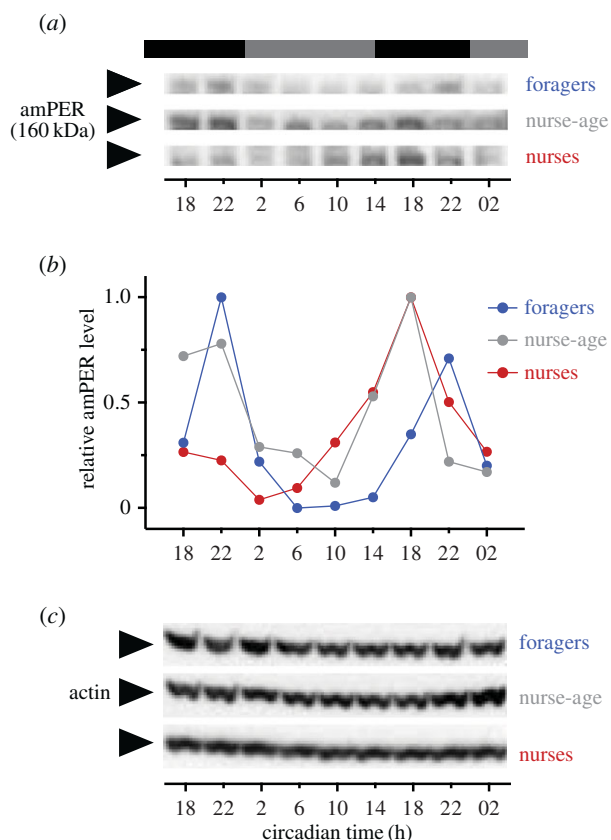 (a)
foragers
amPER
(160 kDa)
nurse-age
nurses
18 22 2 6 10 14 18 22 02
(b)
1.0
foragers
nurse-age
nurses
relative amPER level
0.5
0
18 22 2 6 10 14 18 22 02
(c)
foragers
actin
nurse-age
nurses
18 22 2 6 10 14 18 22 02
circadian time (h)